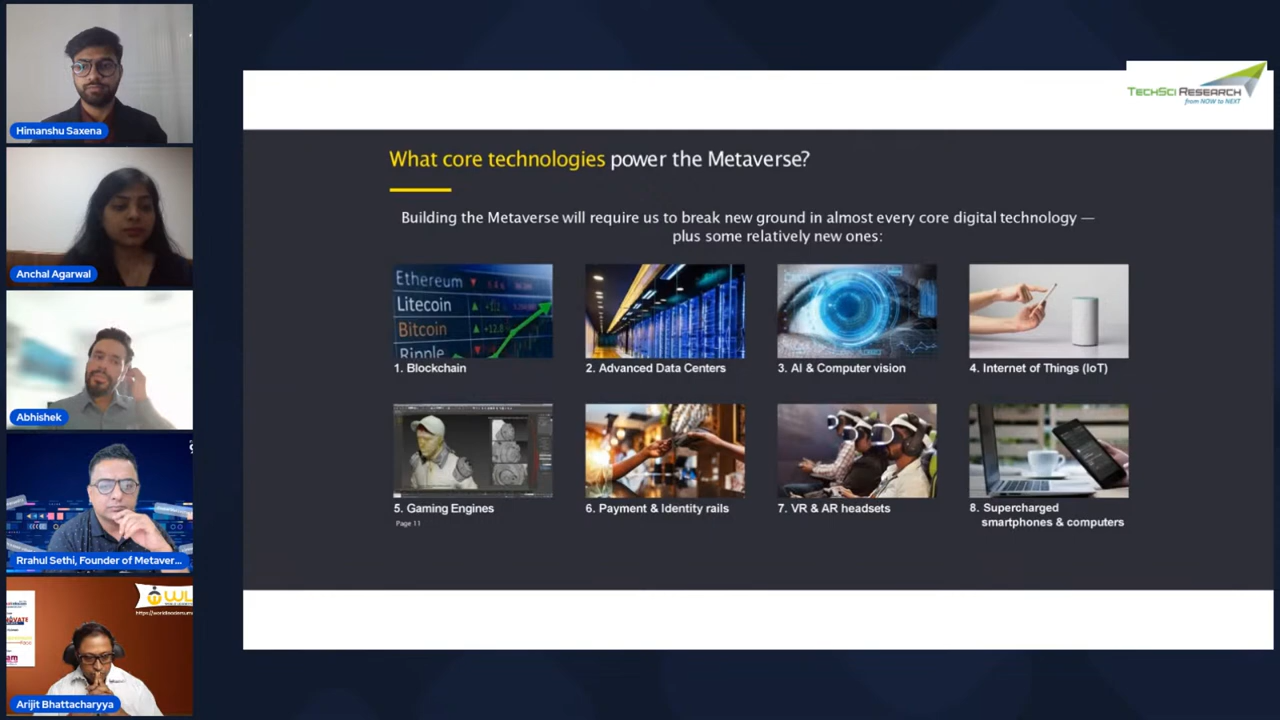 Himanshu Saxena
Anchal Agarwal
Abhishek
Rrahul Sethi, Founder of Metaver...
WL
https://worldleadersum
Arijit Bhattacharyya
TechSci Research
from NOW to NEXT
What core technologies power the Metaverse?
Building the Metaverse will require us to break new ground in almost every core digital technology —
plus some relatively new ones:
Ethereum
Litecoin
Bitcoin
Ripple
1. Blockchain
2. Advanced Data Centers
3. AI & Computer vision
4. Internet of Things (IoT)
5. Gaming Engines
6. Payment & Identity rails
7. VR & AR headsets
8. Supercharged
smartphones & computers
Page 11